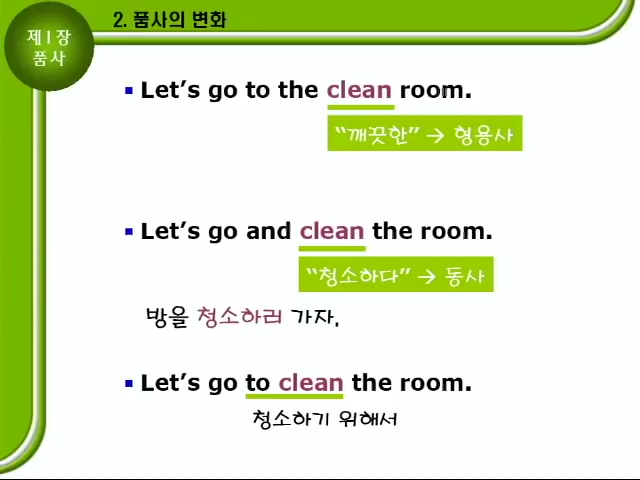 2. 품사의 변화
제 I 장
품사
▪ Let’s go to the clean room.
“깨끗한” → 형용사
▪ Let’s go and clean the room.
“청소하다” → 동사
방을 청소하러 가자.
▪ Let’s go to clean the room.
청소하기 위해서